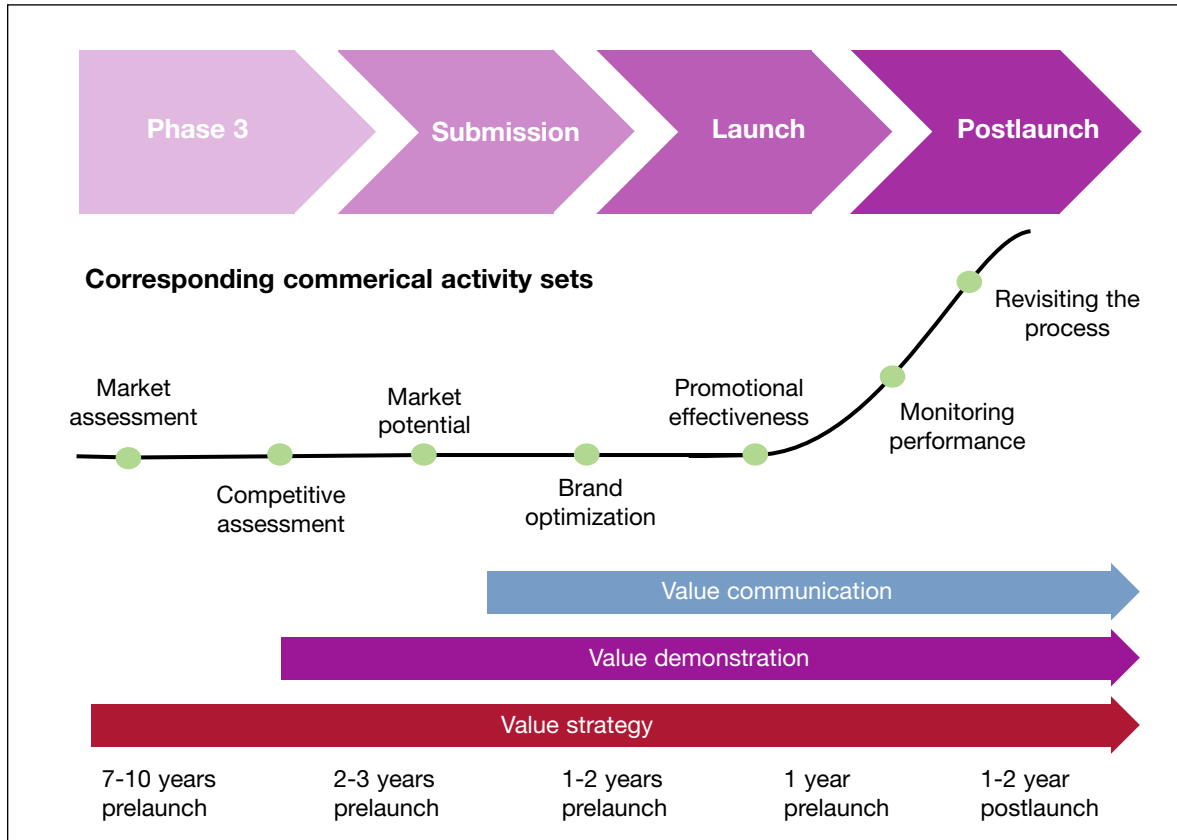 Phase 3
Submission
Launch
Postlaunch
Corresponding commerical activity sets
Revisiting the
process
Market
assessment
Market
potential
Promotional
effectiveness
Monitoring
performance
Competitive
assessment
Brand
optimization
Value communication
Value demonstration
Value strategy
7-10 years
prelaunch
2-3 years
prelaunch
1-2 years
prelaunch
1 year
prelaunch
1-2 year
postlaunch